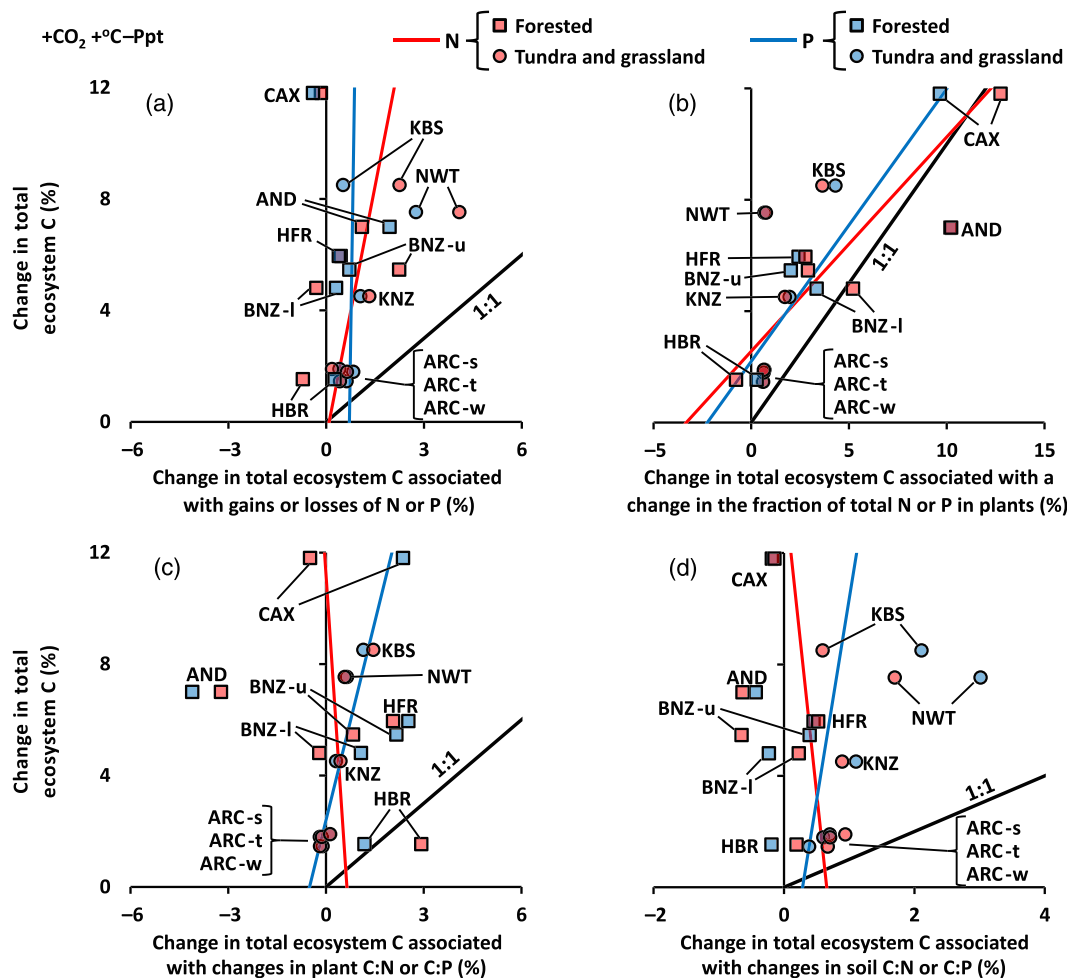 +CO2 +oC–Ppt
N
Forested
Tundra and grassland
P
Forested
Tundra and grassland
(a)
Change in total
ecosystem C (%)
12
8
4
0
CAX
KBS
NWT
AND
HFR
BNZ-u
BNZ-l
KNZ
1:1
HBR
ARC-s
ARC-t
ARC-w
–6
–3
0
3
6
Change in total ecosystem C associated
with gains or losses of N or P (%)
(b)
CAX
KBS
NWT
AND
HFR
BNZ-u
1:1
KNZ
BNZ-l
HBR
ARC-s
ARC-t
ARC-w
–5
0
5
10
15
Change in total ecosystem C associated with a
change in the fraction of total N or P in plants (%)
(c)
Change in total
ecosystem C (%)
12
8
4
0
CAX
KBS
AND
NWT
BNZ-u
HFR
BNZ-l
KNZ
1:1
HBR
ARC-s
ARC-t
ARC-w
–6
–3
0
3
6
Change in total ecosystem C associated
with changes in plant C:N or C:P (%)
(d)
CAX
KBS
AND
NWT
BNZ-u
HFR
BNZ-l
KNZ
1:1
HBR
ARC-s
ARC-t
ARC-w
–2
0
2
4
Change in total ecosystem C associated
with changes in soil C:N or C:P (%)